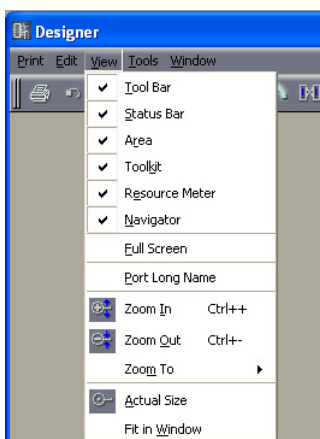 Designer
Print Edit View Tools Window
Tool Bar
Status Bar
Area
Toolkit
Resource Meter
Navigator
Full Screen
Port Long Name
Zoom In Ctrl++
Zoom Out Ctrl+-
Zoom To
Actual Size
Fit in Window